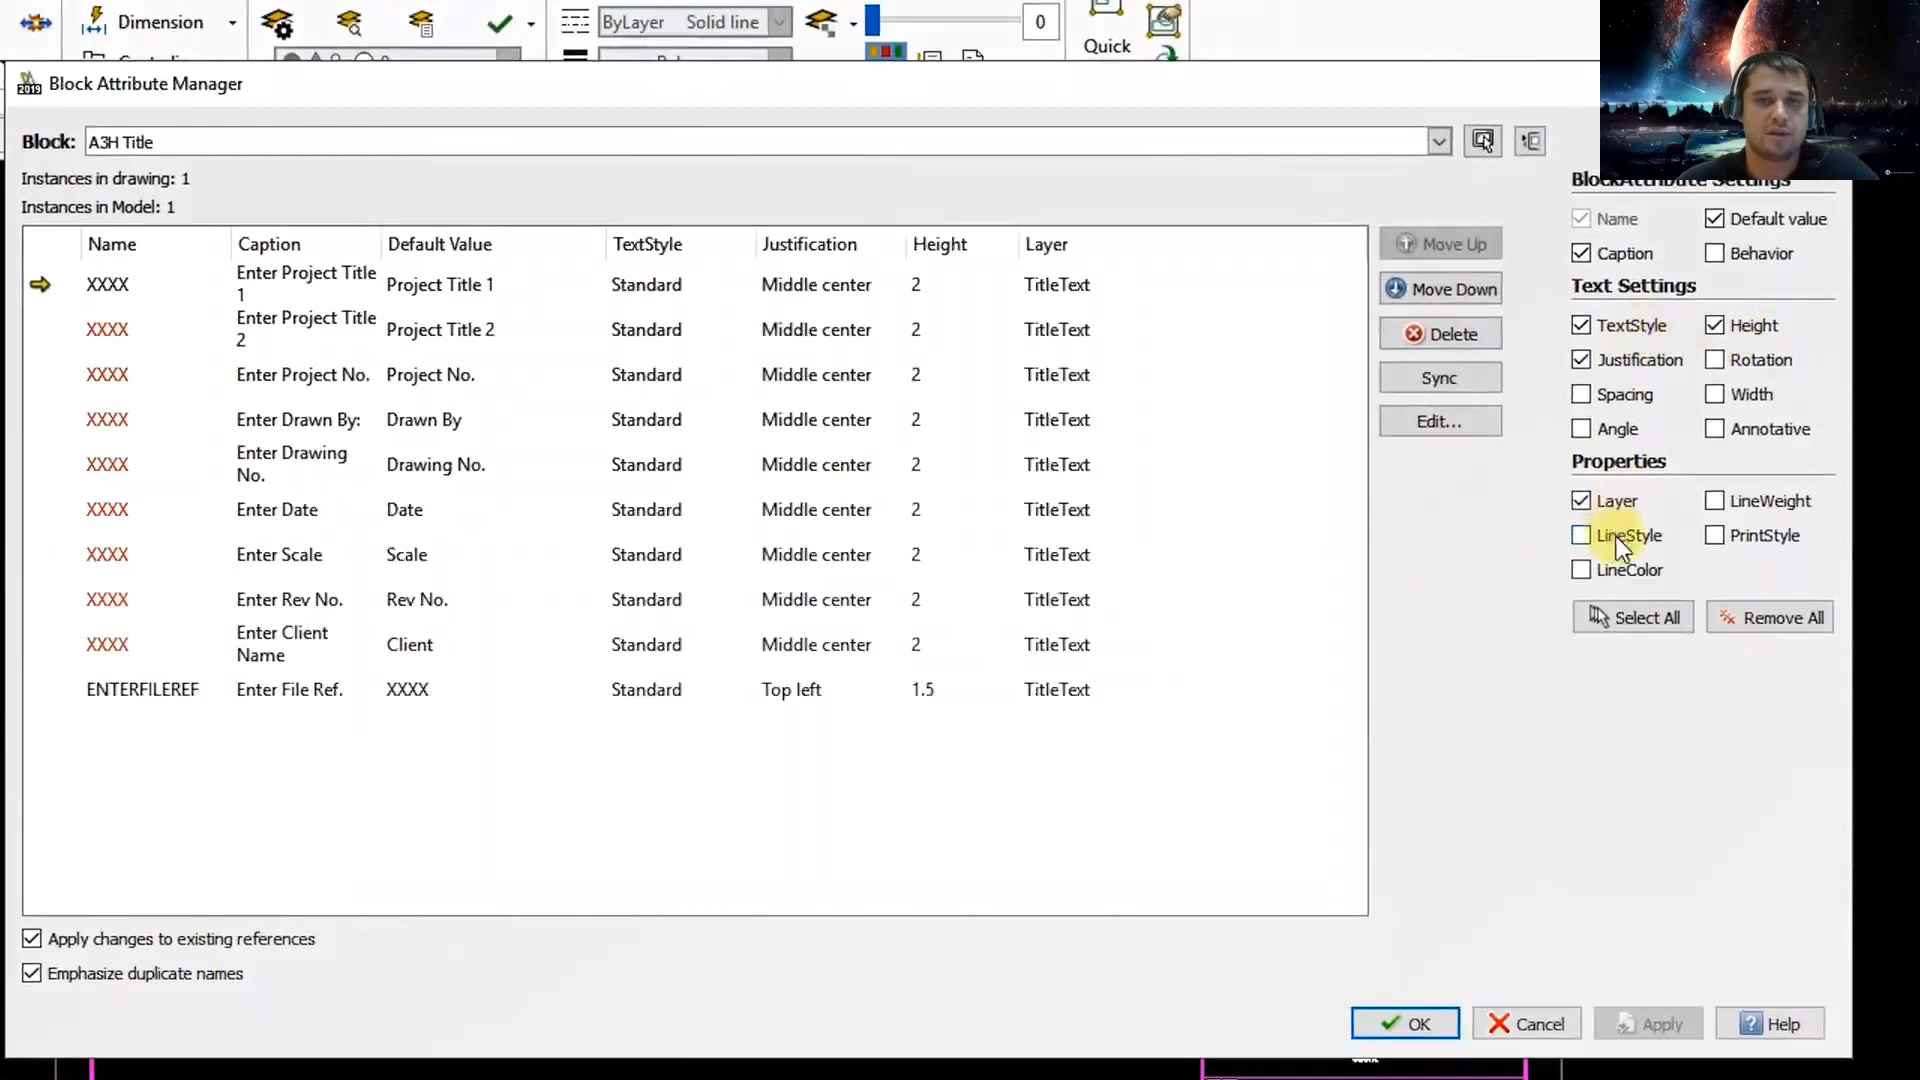 Dimension
ByLayer Solid line
0
Quick
2019 Block Attribute Manager
Block: A3H Title
Instances in drawing: 1
Instances in Model: 1
Name Caption Default Value TextStyle Justification Height Layer
XXXX Enter Project Title 1 Project Title 1 Standard Middle center 2 TitleText
XXXX Enter Project Title 2 Project Title 2 Standard Middle center 2 TitleText
XXXX Enter Project No. Project No. Standard Middle center 2 TitleText
XXXX Enter Drawn By: Drawn By Standard Middle center 2 TitleText
XXXX Enter Drawing No. Drawing No. Standard Middle center 2 TitleText
XXXX Enter Date Date Standard Middle center 2 TitleText
XXXX Enter Scale Scale Standard Middle center 2 TitleText
XXXX Enter Rev No. Rev No. Standard Middle center 2 TitleText
XXXX Enter Client Name Client Standard Middle center 2 TitleText
ENTERFILEREF Enter File Ref. XXXX Standard Top left 1.5 TitleText
Apply changes to existing references
Emphasize duplicate names
Move Up
Move Down
Delete
Sync
Edit...
BlockAttribute Settings
Name Default value
Caption Behavior
Text Settings
TextStyle Height
Justification Rotation
Spacing Width
Angle Annotative
Properties
Layer LineWeight
LineStyle PrintStyle
LineColor
Select All Remove All
OK Cancel Apply Help